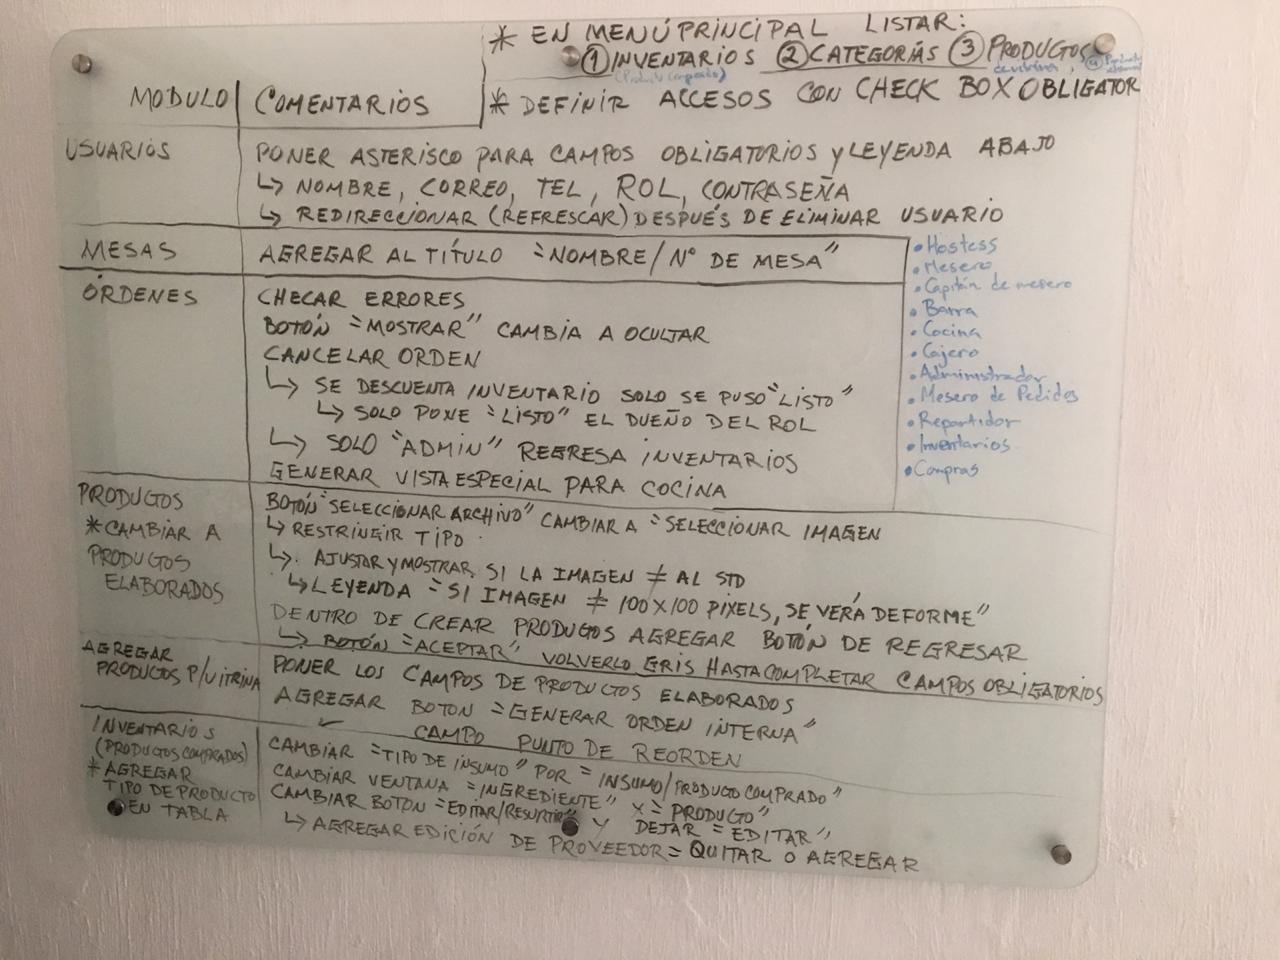 * EN MENÚ PRINCIPAL LISTAR:
① INVENTARIOS ② CATEGORÍAS ③ PRODUCTOS
(Producto comprado) de vitrina, ④
* DEFINIR ACCESOS CON CHECK BOX OBLIGATOR
MODULO COMENTARIOS
USUARIOS PONER ASTERISCO PARA CAMPOS OBLIGATORIOS y LEYENDA ABAJO
↳ NOMBRE, CORREO, TEL, ROL, CONTRASEÑA
↳ REDIRECCIONAR (REFRESCAR) DESPUÉS DE ELIMINAR USUARIO
MESAS AGREGAR AL TÍTULO "NOMBRE/Nº DE MESA"
• Hostess
• Mesero
• Capitán de mesero
• Barra
• Cocina
• Cajero
• Administrador
• Mesero de Pedidos
• Repartidor
• Inventarios
• Compras
ÓRDENES CHECAR ERRORES
BOTÓN "MOSTRAR" CAMBIA A OCULTAR
CANCELAR ORDEN
↳ SE DESCUENTA INVENTARIO SOLO SE PUSO "LISTO"
↳ SOLO PONE "LISTO" EL DUEÑO DEL ROL
↳ SOLO "ADMIN" REGRESA INVENTARIOS
GENERAR VISTA ESPECIAL PARA COCINA
PRODUCTOS
* CAMBIAR A
PRODUCTOS
ELABORADOS
BOTÓN "SELECCIONAR ARCHIVO" CAMBIAR A "SELECCIONAR IMAGEN
↳ RESTRINGIR TIPO
↳ AJUSTAR Y MOSTRAR SI LA IMAGEN ≠ AL STD
↳ LEYENDA "SI IMAGEN ≠ 100X100 PIXELS, SE VERÁ DEFORME"
DENTRO DE CREAR PRODUCTOS AGREGAR BOTÓN DE REGRESAR
↳ BOTÓN "ACEPTAR" VOLVERLO GRIS HASTA COMPLETAR CAMPOS OBLIGATORIOS
AGREGAR
PRODUCTOS P/VITRINA
PONER LOS CAMPOS DE PRODUCTOS ELABORADOS
AGREGAR BOTON "GENERAR ORDEN INTERNA"
CAMPO PUNTO DE REORDEN
INVENTARIOS
(PRODUCTOS COMPRADOS)
* AGREGAR
TIPO DE PRODUCTO
EN TABLA
CAMBIAR "TIPO DE INSUMO" POR "INSUMO/PRODUCTO COMPRADO"
CAMBIAR VENTANA "INGREDIENTE" X "PRODUCTO"
CAMBIAR BOTON "EDITAR/RESURTIR" Y DEJAR "EDITAR"
↳ AGREGAR EDICIÓN DE PROVEEDOR = QUITAR O AGREGAR